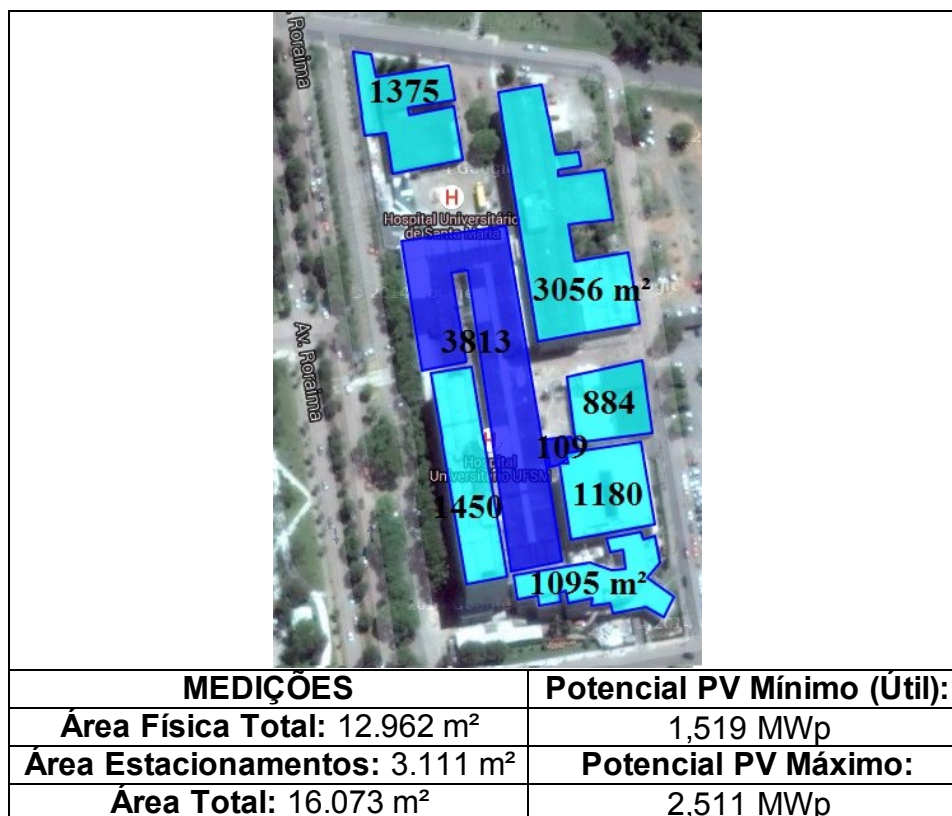 Roraima
1375
Hospital Universitário
de Santa Maria
3056 m²
3813
Av. Roraima
884
109
Hospital
Universitário UFSM
1450
1180
1095 m²
MEDIÇÕES
Potencial PV Mínimo (Útil):
Área Física Total: 12.962 m²
1,519 MWp
Área Estacionamentos: 3.111 m²
Potencial PV Máximo:
Área Total: 16.073 m²
2,511 MWp